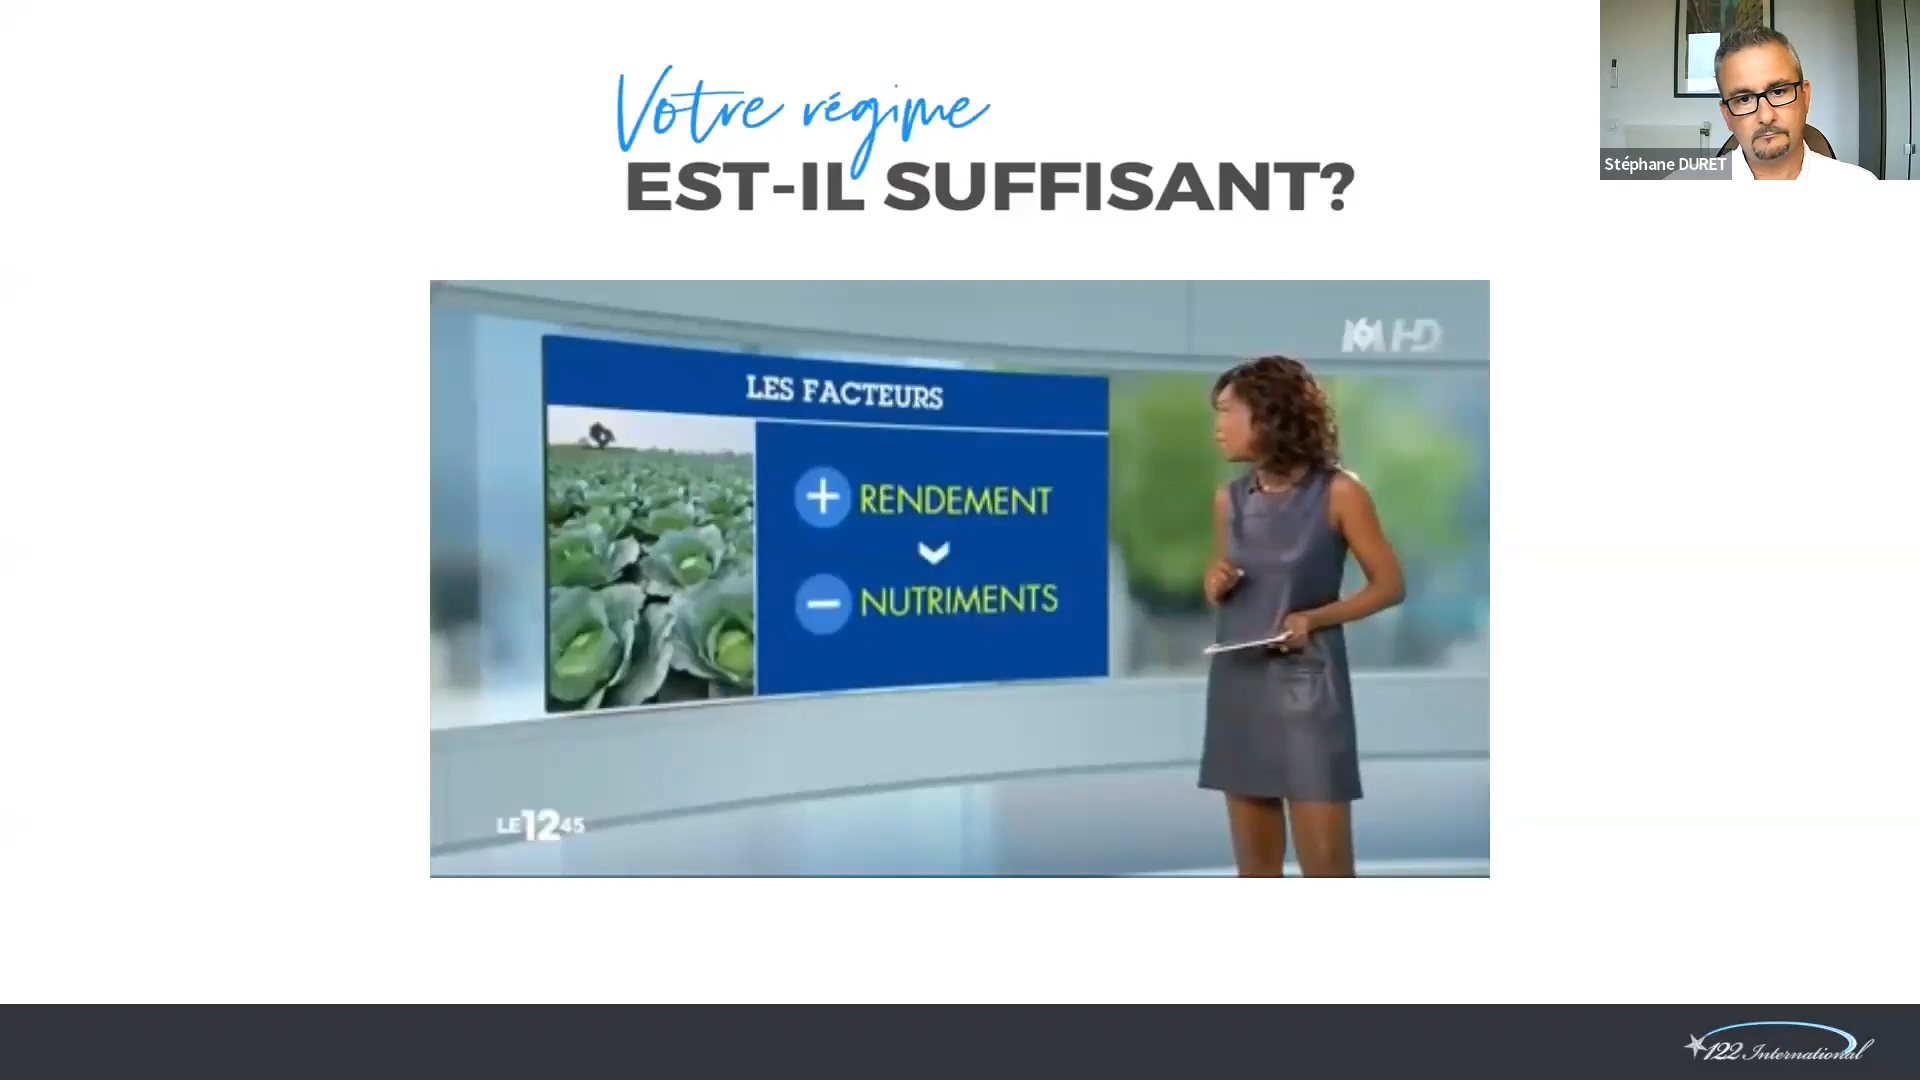 Votre régime
EST-IL SUFFISANT?
Stéphane DURET
M6 HD
LES FACTEURS
+ RENDEMENT
− NUTRIMENTS
LE 12 45
122 International